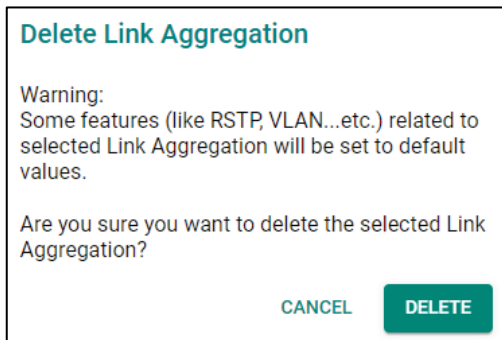 Delete Link Aggregation
Warning:
Some features (like RSTP, VLAN...etc.) related to
selected Link Aggregation will be set to default
values.
Are you sure you want to delete the selected Link
Aggregation?
CANCEL DELETE